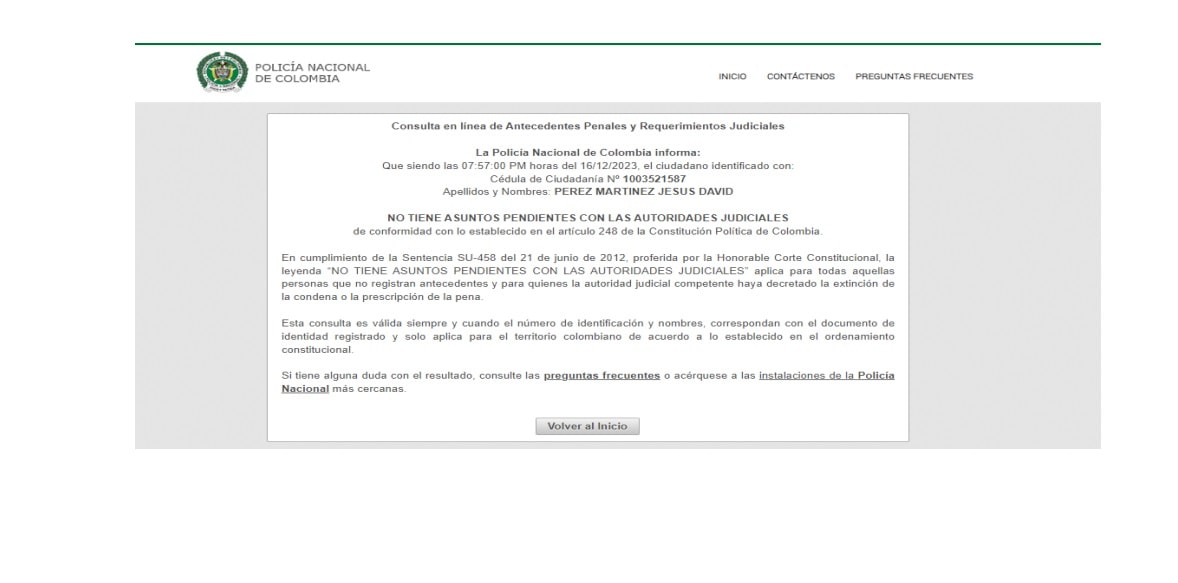 POLICÍA NACIONAL
DE COLOMBIA
INICIO CONTÁCTENOS PREGUNTAS FRECUENTES
Consulta en línea de Antecedentes Penales y Requerimientos Judiciales
La Policía Nacional de Colombia informa:
Que siendo las 07:57:00 PM horas del 16/12/2023, el ciudadano identificado con:
Cédula de Ciudadanía Nº 1003521587
Apellidos y Nombres: PEREZ MARTINEZ JESUS DAVID
NO TIENE ASUNTOS PENDIENTES CON LAS AUTORIDADES JUDICIALES
de conformidad con lo establecido en el artículo 248 de la Constitución Política de Colombia.
En cumplimiento de la Sentencia SU-458 del 21 de junio de 2012, proferida por la Honorable Corte Constitucional, la
leyenda “NO TIENE ASUNTOS PENDIENTES CON LAS AUTORIDADES JUDICIALES” aplica para todas aquellas
personas que no registran antecedentes y para quienes la autoridad judicial competente haya decretado la extinción de
la condena o la prescripción de la pena.
Esta consulta es válida siempre y cuando el número de identificación y nombres, correspondan con el documento de
identidad registrado y solo aplica para el territorio colombiano de acuerdo a lo establecido en el ordenamiento
constitucional.
Si tiene alguna duda con el resultado, consulte las preguntas frecuentes o acérquese a las instalaciones de la Policía
Nacional más cercanas.
Volver al Inicio